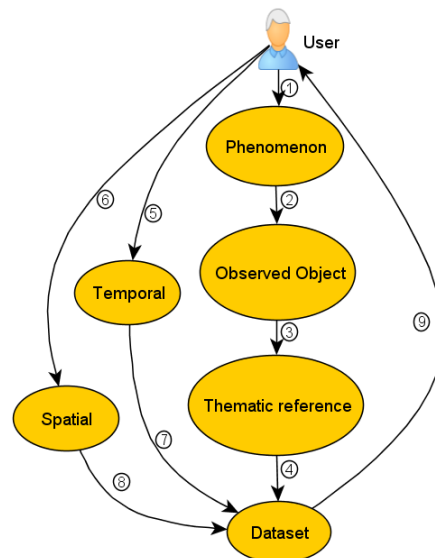 User
①
Phenomenon
⑥
②
⑤
Observed Object
Temporal
⑨
③
Thematic reference
Spatial
⑦
④
⑧
Dataset